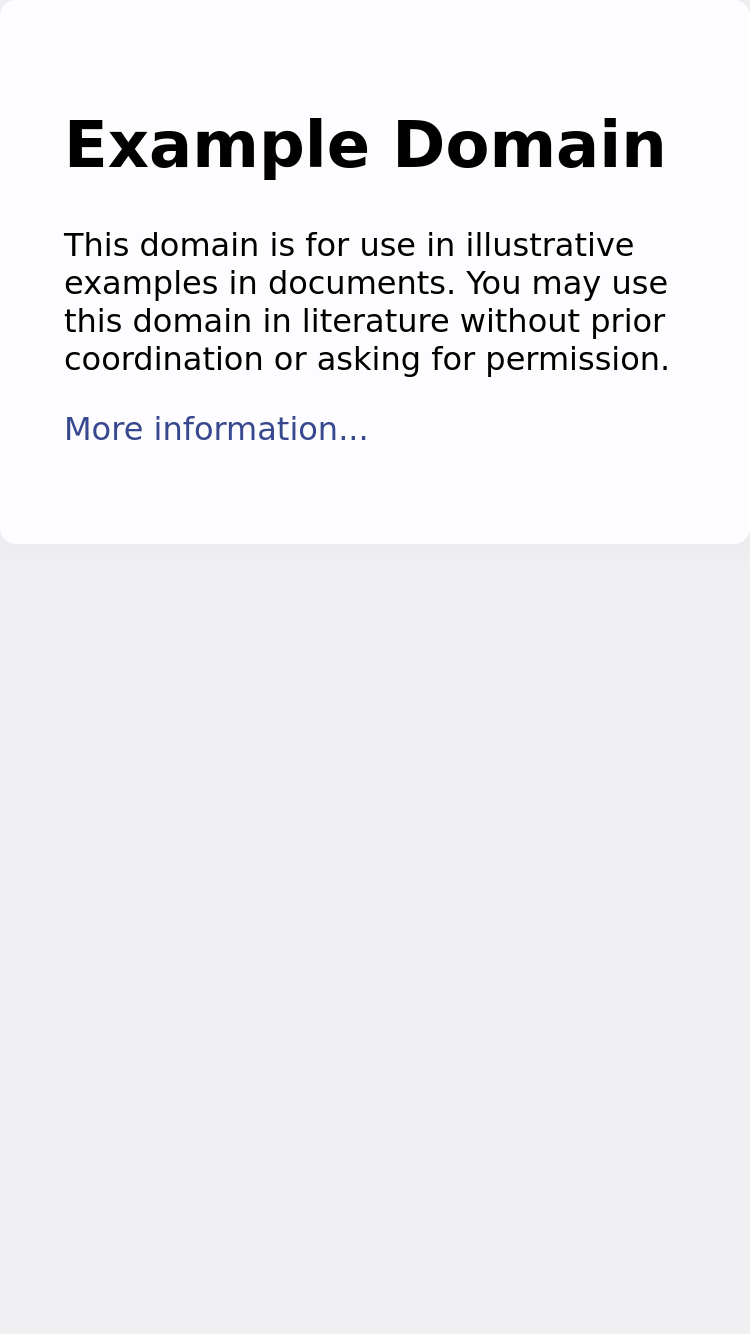 Example Domain
This domain is for use in illustrative
examples in documents. You may use
this domain in literature without prior
coordination or asking for permission.
More information...